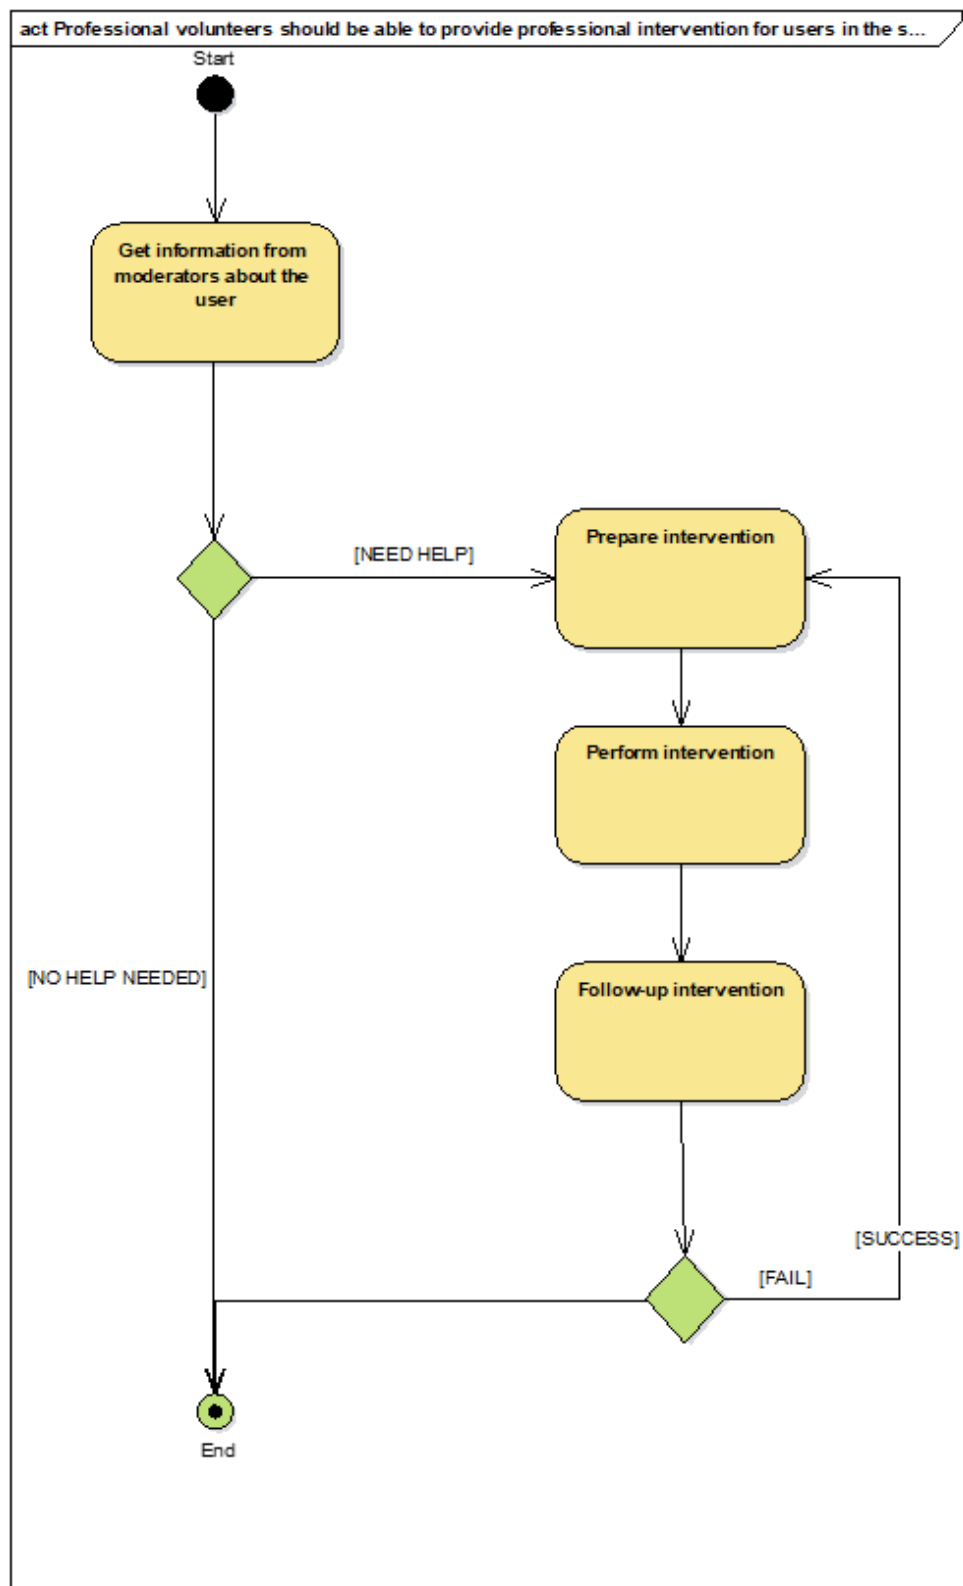 act Professional volunteers should be able to provide professional intervention for users in the s...
Start
Get information from
moderators about the
user
[NEED HELP]
Prepare intervention
Perform intervention
[NO HELP NEEDED]
Follow-up intervention
[SUCCESS]
[FAIL]
End